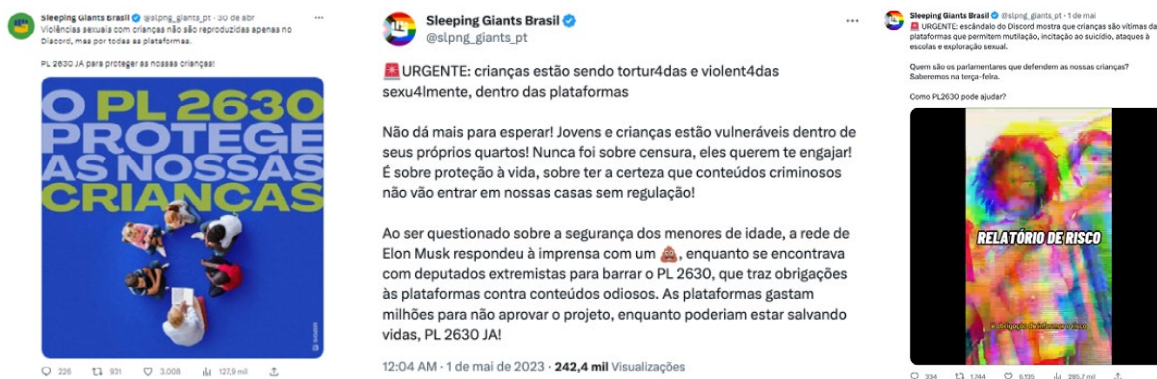 Sleeping Giants Brasil @slpng_giants_pt · 30 de abr
Violências sexuais com crianças não são reproduzidas apenas no
Discord, mas por todas as plataformas.
PL 2630 JÁ para proteger as nossas crianças!
O PL 2630
PROTEGE
AS NOSSAS
CRIANÇAS
226 931 3.008 127,9 mil
Sleeping Giants Brasil
@slpng_giants_pt
🚨URGENTE: crianças estão sendo tortur4das e violent4das
sexu4lmente, dentro das plataformas
Não dá mais para esperar! Jovens e crianças estão vulneráveis dentro de
seus próprios quartos! Nunca foi sobre censura, eles querem te engajar!
É sobre proteção à vida, sobre ter a certeza que conteúdos criminosos
não vão entrar em nossas casas sem regulação!
Ao ser questionado sobre a segurança dos menores de idade, a rede de
Elon Musk respondeu à imprensa com um 💩, enquanto se encontrava
com deputados extremistas para barrar o PL 2630, que traz obrigações
às plataformas contra conteúdos odiosos. As plataformas gastam
milhões para não aprovar o projeto, enquanto poderiam estar salvando
vidas, PL 2630 JA!
12:04 AM · 1 de mai de 2023 · 242,4 mil Visualizações
Sleeping Giants Brasil @slpng_giants_pt · 1 de mai
🚨 URGENTE: escândalo do Discord mostra que crianças são vítimas da
plataformas que permitem mutilação, incitação ao suicídio, ataques à
escolas e exploração sexual.
Quem são os parlamentares que defendem as nossas crianças?
Saberemos na terça-feira.
Como PL2630 pode ajudar?
RELATÓRIO DE RISCO
334 1.744 6.135 285,7 mil